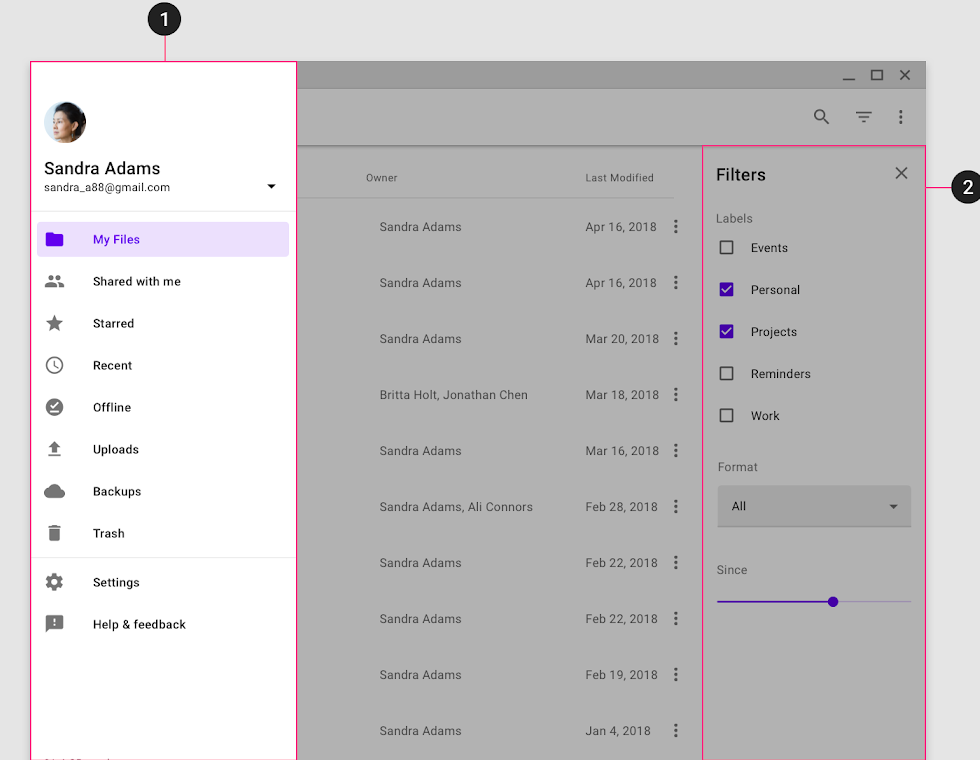 1
Sandra Adams
sandra_a88@gmail.com
My Files
Shared with me
Starred
Recent
Offline
Uploads
Backups
Trash
Settings
Help & feedback
Owner Last Modified
Sandra Adams Apr 16, 2018
Sandra Adams Apr 16, 2018
Sandra Adams Mar 20, 2018
Britta Holt, Jonathan Chen Mar 18, 2018
Sandra Adams Mar 16, 2018
Sandra Adams, Ali Connors Feb 28, 2018
Sandra Adams Feb 22, 2018
Sandra Adams Feb 22, 2018
Sandra Adams Feb 19, 2018
Sandra Adams Jan 4, 2018
2
Filters
Labels
Events
Personal
Projects
Reminders
Work
Format
All
Since